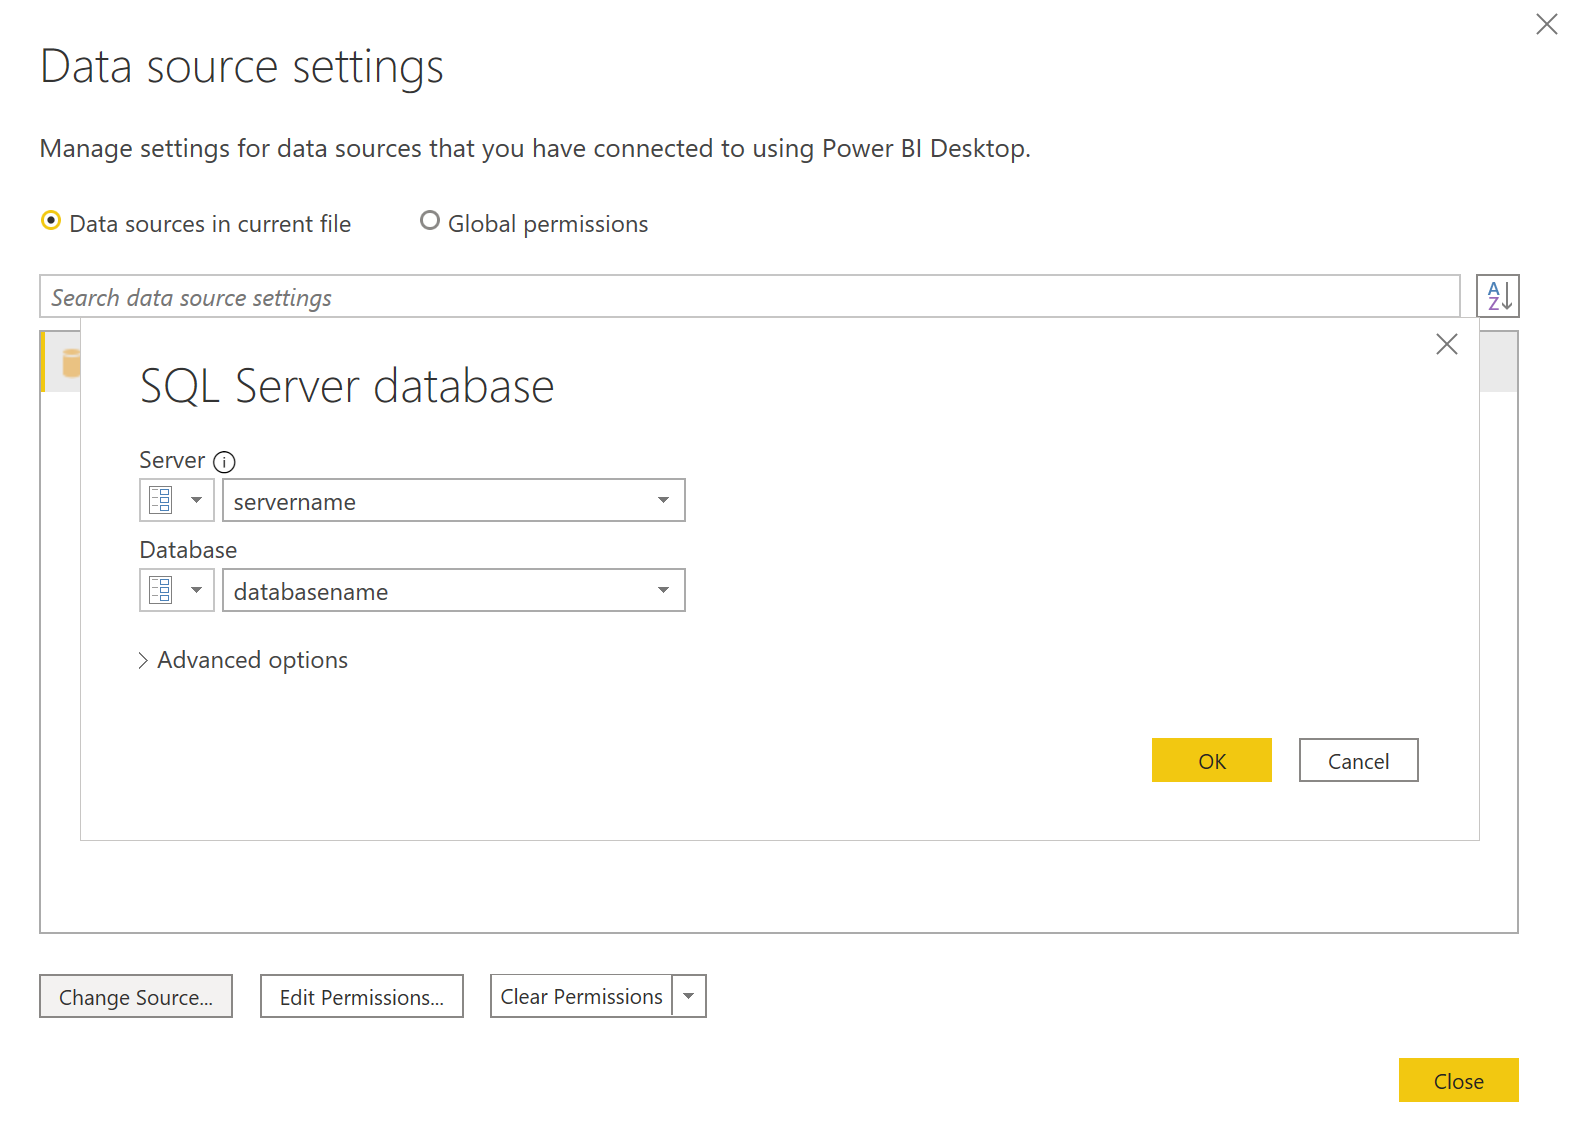 Data source settings
Manage settings for data sources that you have connected to using Power BI Desktop.
Data sources in current file
Global permissions
Search data source settings
A
Z
SQL Server database
Server
servername
Database
databasename
Advanced options
OK
Cancel
Change Source...
Edit Permissions...
Clear Permissions
Close